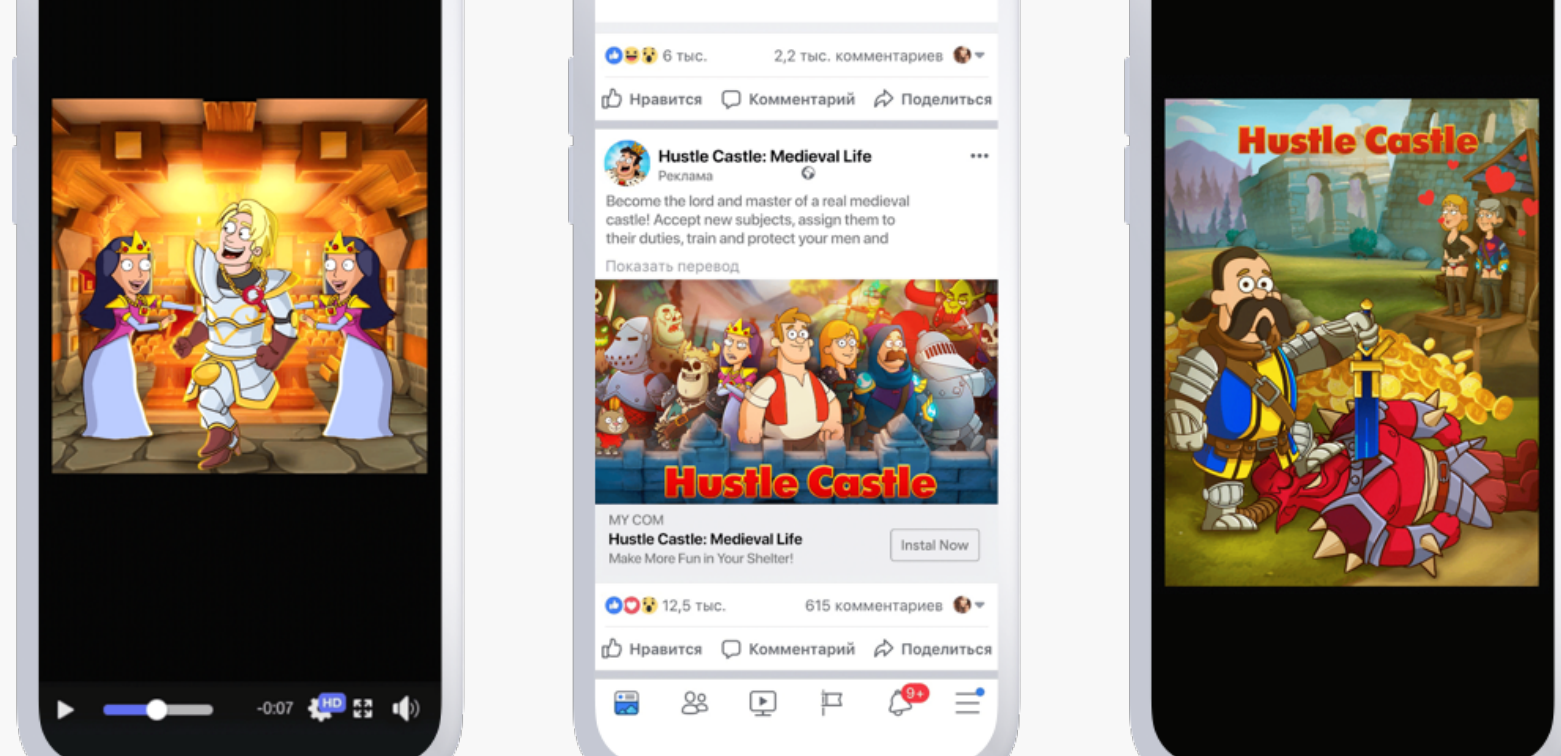 -0:07
HD
6 тыс.
2,2 тыс. комментариев
Нравится
Комментарий
Поделиться
Hustle Castle: Medieval Life
Реклама
Become the lord and master of a real medieval
castle! Accept new subjects, assign them to
their duties, train and protect your men and
Показать перевод
Hustle Castle
MY COM
Hustle Castle: Medieval Life
Make More Fun in Your Shelter!
Instal Now
12,5 тыс.
615 комментариев
Нравится
Комментарий
Поделиться
9+
Hustle Castle